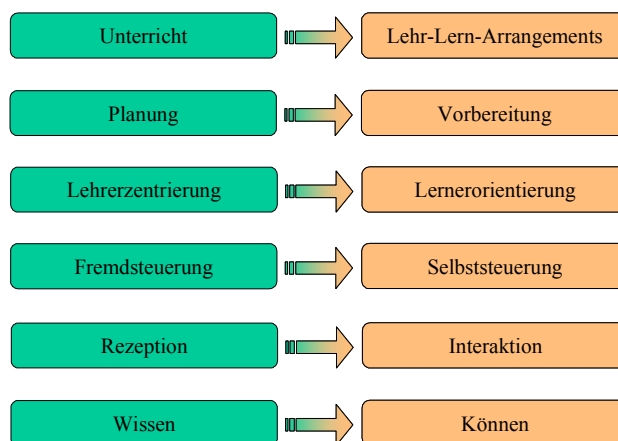 Unterricht
Lehr-Lern-Arrangements
Planung
Vorbereitung
Lehrerzentrierung
Lernerorientierung
Fremdsteuerung
Selbststeuerung
Rezeption
Interaktion
Wissen
Können